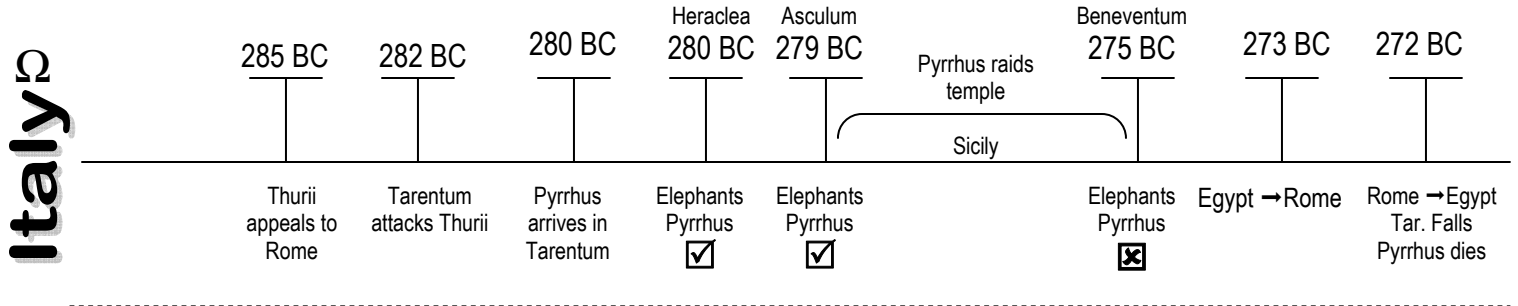 Italy Ω
285 BC
Thurii
appeals to
Rome
282 BC
Tarentum
attacks Thurii
280 BC
Pyrrhus
arrives in
Tarentum
Heraclea
280 BC
Elephants
Pyrrhus
☑
Asculum
279 BC
Elephants
Pyrrhus
☑
Pyrrhus raids
temple
Sicily
Beneventum
275 BC
Elephants
Pyrrhus
☒
273 BC
Egypt →Rome
272 BC
Rome →Egypt
Tar. Falls
Pyrrhus dies